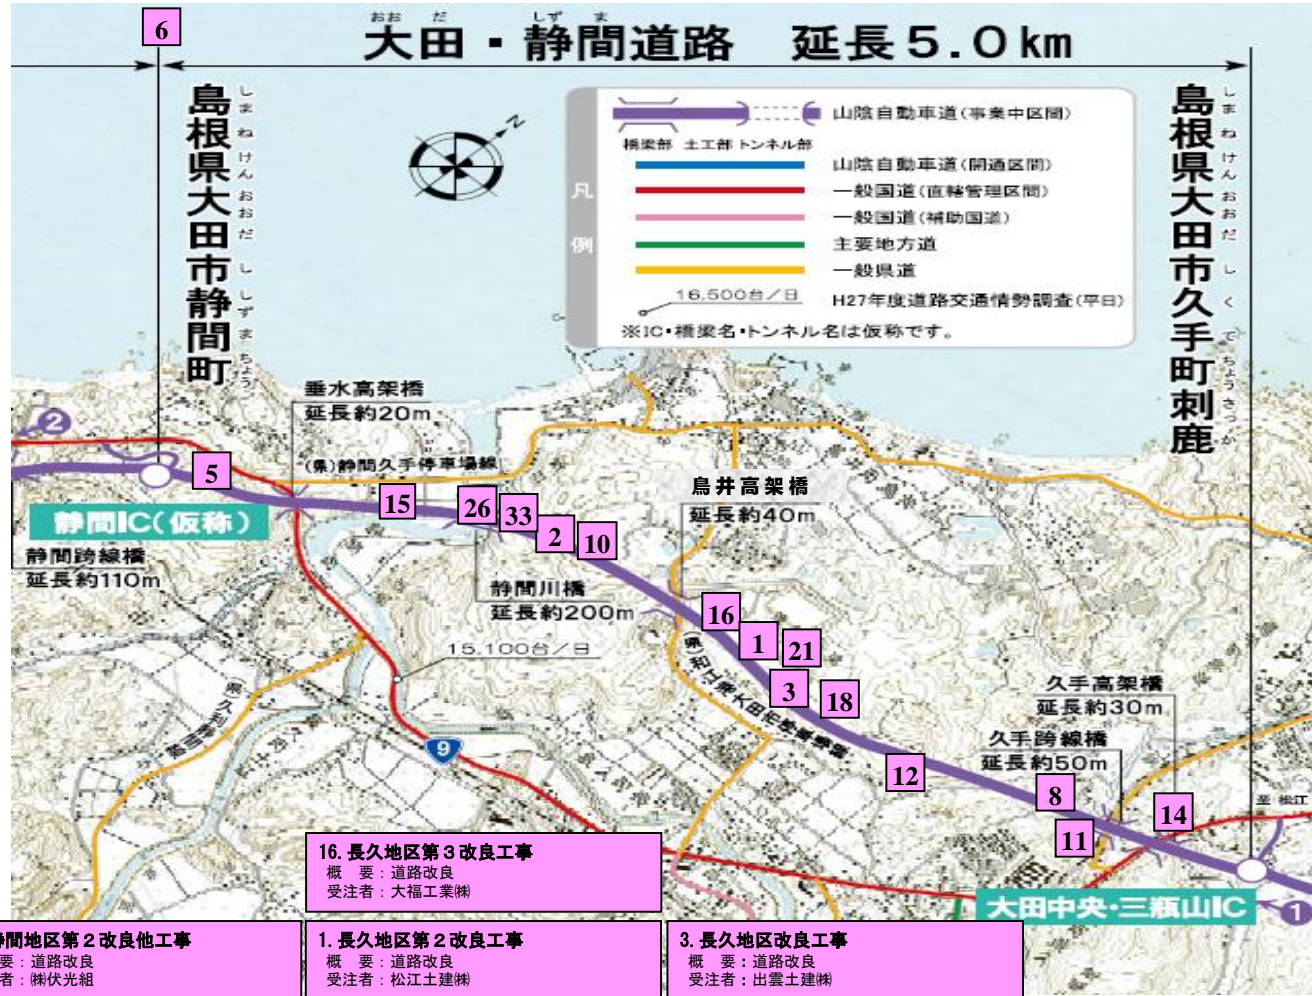 6
おおだ しずま
大田・静間道路 延長5.0km
島根県大田市静間町
しまねけんおおだししずまちょう
島根県大田市久手町刺鹿
しまねけんおおだしくてちょうさつか
N
凡例
山陰自動車道(事業中区間)
橋梁部 土工部 トンネル部
山陰自動車道(開通区間)
一般国道(直轄管理区間)
一般国道(補助国道)
主要地方道
一般県道
16,500台/日 H27年度道路交通情勢調査(平日)
※IC・橋梁名・トンネル名は仮称です。
垂水高架橋
延長約20m
2
(県)静間久手停車場線
5
15
26
33
2
10
鳥井高架橋
延長約40m
静間IC(仮称)
静間跨線橋
延長約110m
静間川橋
延長約200m
16
1
21
3
18
15,100台/日
(県)久利静間線
9
久手高架橋
延長約30m
久手跨線橋
延長約50m
12
8
11
14
至 松江
大田中央・三瓶山IC
1
16. 長久地区第3改良工事
概 要:道路改良
受注者:大福工業㈱
静間地区第2改良他工事
要:道路改良
者:㈱伏光組
1. 長久地区第2改良工事
概 要:道路改良
受注者:松江土建㈱
3. 長久地区改良工事
概 要:道路改良
受注者:出雲土建㈱